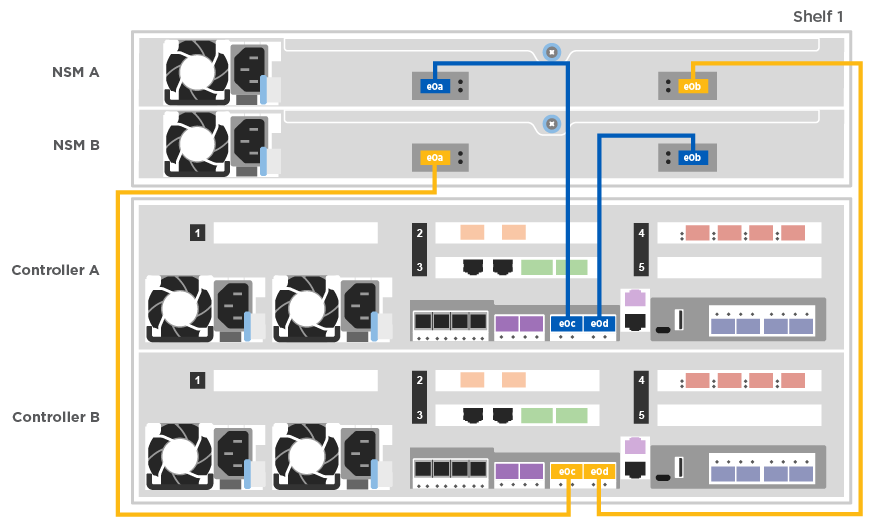 Shelf 1
NSM A
e0a
e0b
NSM B
e0a
e0b
1
2
4
3
5
Controller A
e0c
e0d
1
2
4
3
5
Controller B
e0c
e0d